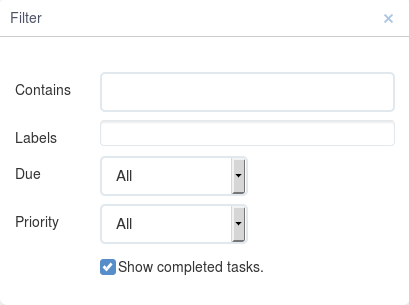 Filter ×
Contains
Labels
Due All
Priority All
Show completed tasks.